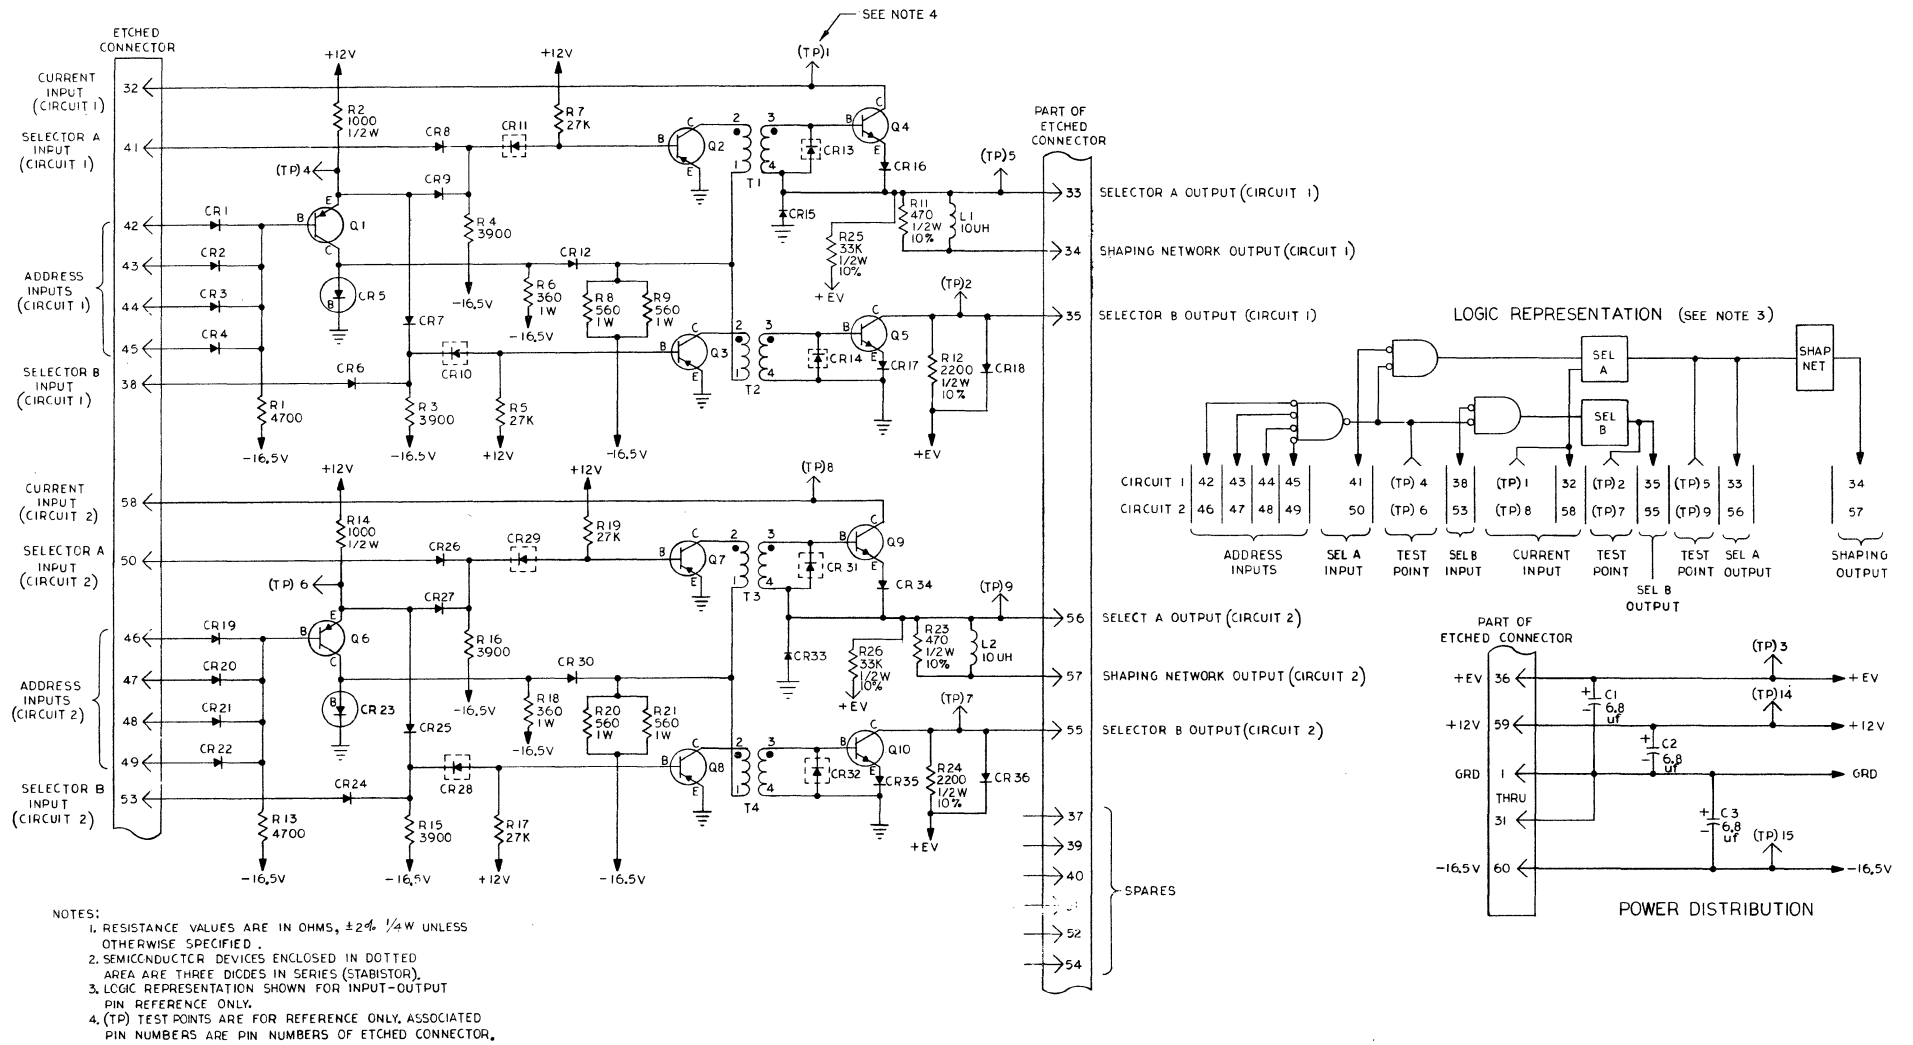 SEE NOTE 4
ETCHED
CONNECTOR
+12V
+12V
(TP)1
CURRENT
INPUT
(CIRCUIT 1)
32
R2
1000
1/2W
R7
27K
C
Q4
B
E
PART OF
ETCHED
CONNECTOR
SELECTOR A
INPUT
(CIRCUIT 1)
41
CR8
CR11
C
B
Q2
E
2
3
1
4
T1
CR13
CR16
(TP)5
(TP)4
CR9
33
SELECTOR A OUTPUT (CIRCUIT 1)
E
B
Q1
C
R4
3900
-16.5V
CR15
R25
33K
1/2W
10%
+EV
R11
470
1/2W
10%
L1
10UH
34
SHAPING NETWORK OUTPUT (CIRCUIT 1)
ADDRESS
INPUTS
(CIRCUIT 1)
42
CR1
43
CR2
44
CR3
45
CR4
B
CR5
CR7
CR12
R6
360
1W
-16.5V
R8
560
1W
R9
560
1W
(TP)2
35
SELECTOR B OUTPUT (CIRCUIT 1)
C
B
Q3
E
2
3
1
4
T2
CR14
C
B
Q5
E
CR17
R12
2200
1/2W
10%
CR18
+EV
SELECTOR B
INPUT
(CIRCUIT 1)
38
CR6
CR10
R1
4700
-16.5V
R3
3900
-16.5V
R5
27K
+12V
-16.5V
+12V
+12V
(TP)8
CURRENT
INPUT
(CIRCUIT 2)
58
R14
1000
1/2W
R19
27K
C
B
Q9
E
SELECTOR A
INPUT
(CIRCUIT 2)
50
CR26
CR29
C
B
Q7
E
2
3
1
4
T3
CR 31
CR 34
(TP)9
(TP)6
CR27
56
SELECT A OUTPUT (CIRCUIT 2)
E
B
Q6
C
R16
3900
-16.5V
CR33
R26
33K
1/2W
10%
+EV
R23
470
1/2W
10%
L2
10UH
57
SHAPING NETWORK OUTPUT (CIRCUIT 2)
ADDRESS
INPUTS
(CIRCUIT 2)
46
CR19
47
CR20
48
CR21
49
CR22
B
CR 23
CR25
CR 30
R18
360
1W
-16.5V
R20
560
1W
R21
560
1W
(TP)7
55
SELECTOR B OUTPUT (CIRCUIT 2)
C
B
Q8
E
2
3
1
4
T4
CR32
C
B
Q10
E
CR35
R24
2200
1/2W
10%
CR 36
+EV
SELECTOR B
INPUT
(CIRCUIT 2)
53
CR24
CR28
R13
4700
-16.5V
R15
3900
-16.5V
R17
27K
+12V
-16.5V
37
39
40
52
54
SPARES
LOGIC REPRESENTATION (SEE NOTE 3)
SEL
A
SHAP
NET
SEL
B
CIRCUIT 1 42 43 44 45 41 (TP) 4 38 (TP) 1 32 (TP) 2 35 (TP) 5 33 34
CIRCUIT 2 46 47 48 49 50 (TP) 6 53 (TP) 8 58 (TP)7 55 (TP)9 56 57
ADDRESS
INPUTS
SEL A
INPUT
TEST
POINT
SEL B
INPUT
CURRENT
INPUT
TEST
POINT
SEL B
OUTPUT
TEST
POINT
SEL A
OUTPUT
SHAPING
OUTPUT
PART OF
ETCHED CONNECTOR
(TP)3
+EV 36
+ EV
+
C1
-
6.8
uf
(TP)14
+12V 59
+12V
+
C2
-
6.8
uf
GRD 1
GRD
THRU
31
+
C3
-
6.8
uf
(TP)15
-16.5V 60
-16.5V
POWER DISTRIBUTION
NOTES:
1. RESISTANCE VALUES ARE IN OHMS, ±2% 1/4W UNLESS
OTHERWISE SPECIFIED.
2. SEMICONDUCTOR DEVICES ENCLOSED IN DOTTED
AREA ARE THREE DIODES IN SERIES (STABISTOR).
3. LOGIC REPRESENTATION SHOWN FOR INPUT-OUTPUT
PIN REFERENCE ONLY.
4. (TP) TEST POINTS ARE FOR REFERENCE ONLY. ASSOCIATED
PIN NUMBERS ARE PIN NUMBERS OF ETCHED CONNECTOR.